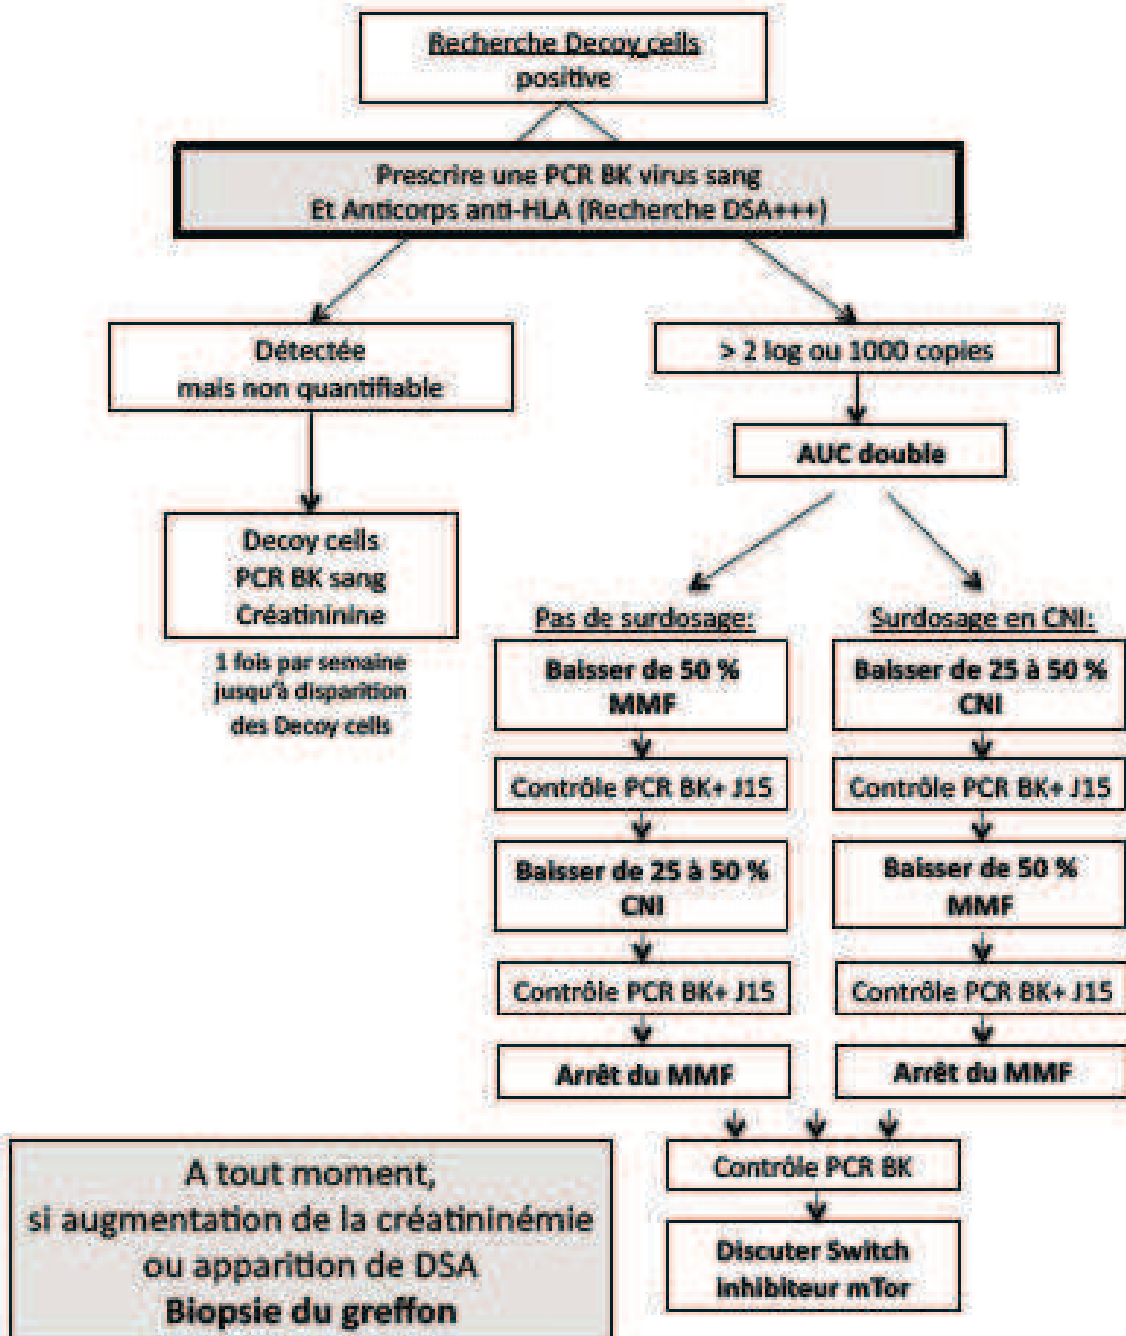 Recherche Decoy cells
positive
Prescrire une PCR BK virus sang
Et Anticorps anti-HLA (Recherche DSA+++)
Détectée
mais non quantifiable
> 2 log ou 1000 copies
AUC double
Decoy cells
PCR BK sang
Créatininine
1 fois par semaine
jusqu'à disparition
des Decoy cells
Pas de surdosage:
Baisser de 50 %
MMF
Contrôle PCR BK+ J15
Baisser de 25 à 50 %
CNI
Contrôle PCR BK+ J15
Arrêt du MMF
Surdosage en CNI:
Baisser de 25 à 50 %
CNI
Contrôle PCR BK+ J15
Baisser de 50 %
MMF
Contrôle PCR BK+ J15
Arrêt du MMF
Contrôle PCR BK
Discuter Switch
inhibiteur mTor
A tout moment,
si augmentation de la créatininémie
ou apparition de DSA
Biopsie du greffon